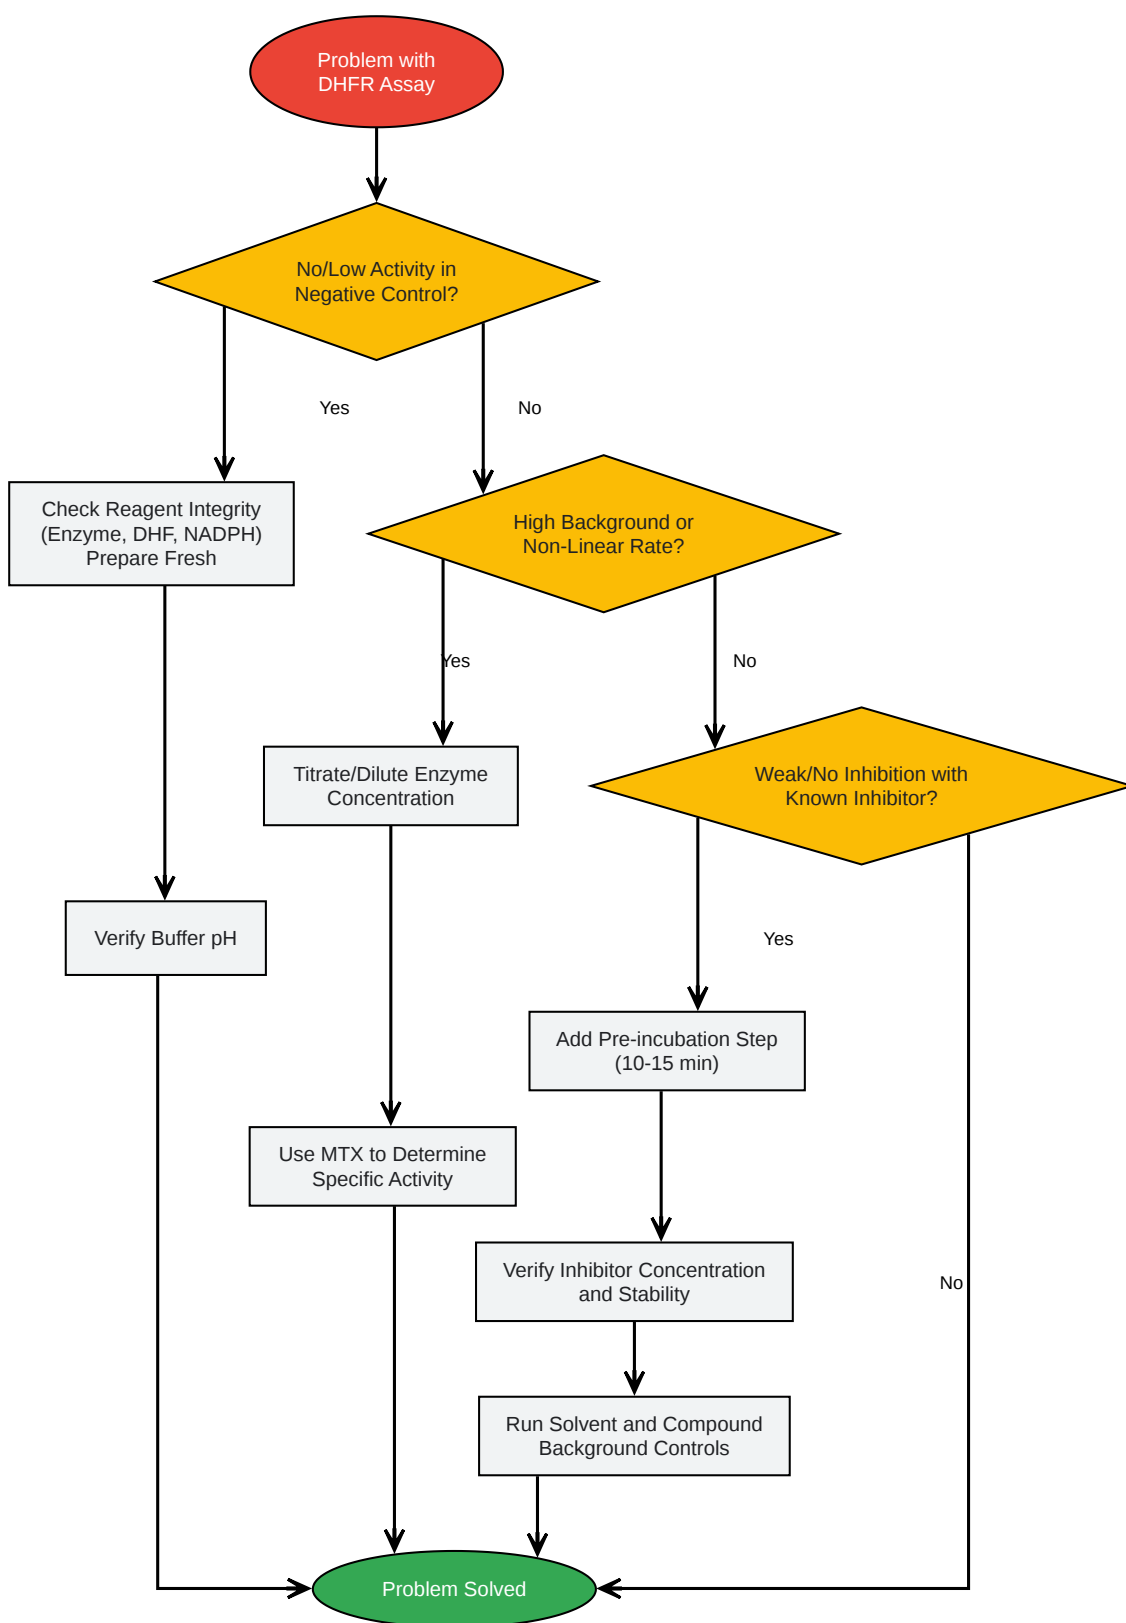 Problem with
DHFR Assay
No/Low Activity in
Negative Control?
Yes
No
Check Reagent Integrity
(Enzyme, DHF, NADPH)
Prepare Fresh
High Background or
Non-Linear Rate?
Yes
No
Titrate/Dilute Enzyme
Concentration
Weak/No Inhibition with
Known Inhibitor?
Verify Buffer pH
Yes
Add Pre-incubation Step
(10-15 min)
Use MTX to Determine
Specific Activity
Verify Inhibitor Concentration
and Stability
No
Run Solvent and Compound
Background Controls
Problem Solved